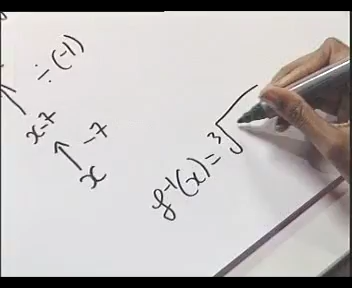 ÷(-1)
x-7
-7
x
f⁻¹(x)=∛